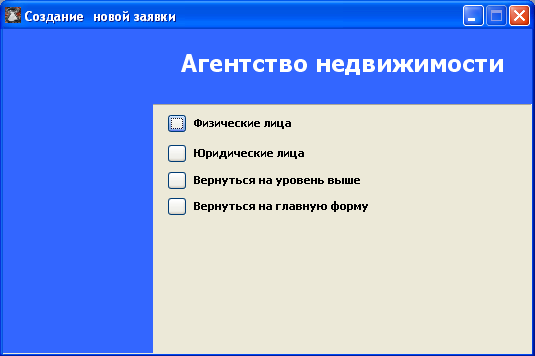 Создание новой заявки
Агентство недвижимости
Физические лица
Юридические лица
Вернуться на уровень выше
Вернуться на главную форму